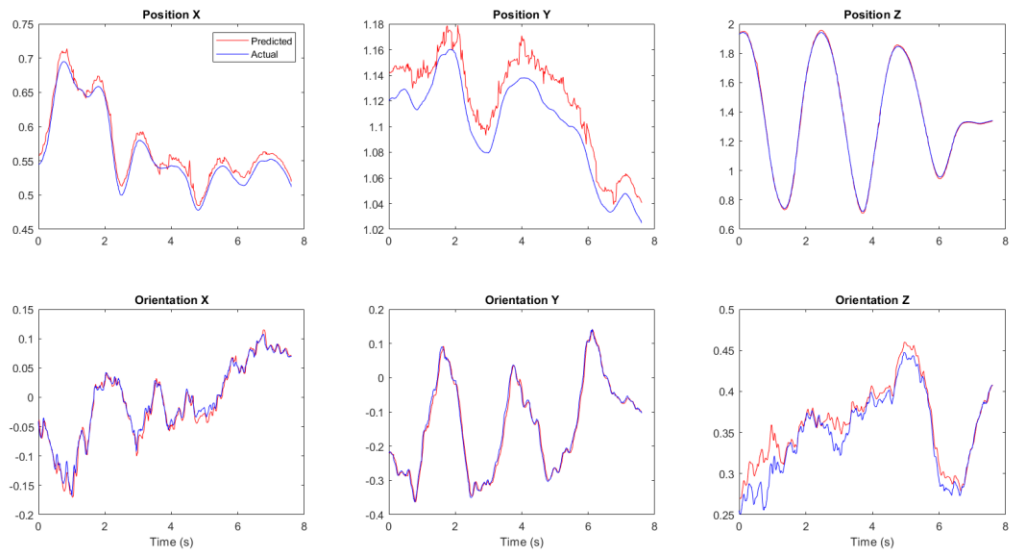 Position X
0.75
0.7
0.65
0.6
0.55
0.5
0.45
0 2 4 6 8
Predicted
Actual
Position Y
1.18
1.16
1.14
1.12
1.1
1.08
1.06
1.04
1.02
0 2 4 6 8
Position Z
2
1.8
1.6
1.4
1.2
1
0.8
0.6
0 2 4 6 8
Orientation X
0.15
0.1
0.05
0
-0.05
-0.1
-0.15
-0.2
0 2 4 6 8
Time (s)
Orientation Y
0.2
0.1
0
-0.1
-0.2
-0.3
-0.4
0 2 4 6 8
Time (s)
Orientation Z
0.5
0.45
0.4
0.35
0.3
0.25
0 2 4 6 8
Time (s)